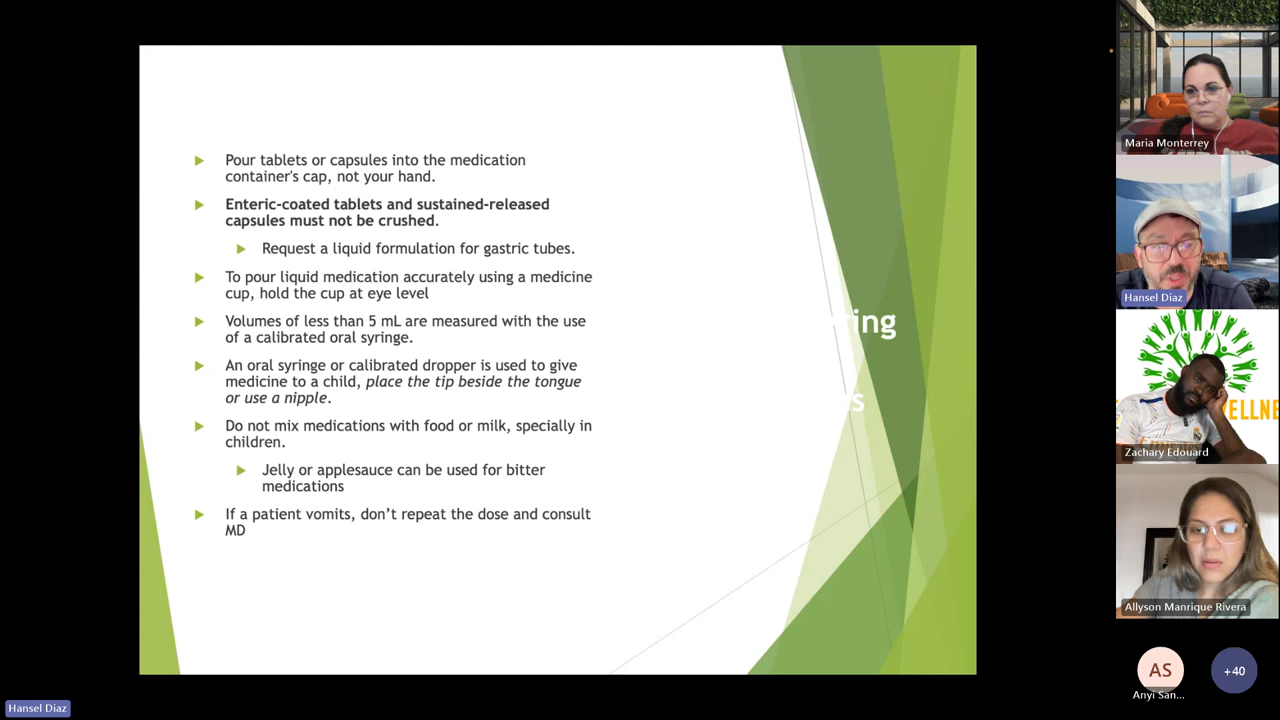 Pour tablets or capsules into the medication
container's cap, not your hand.
Enteric-coated tablets and sustained-released
capsules must not be crushed.
Request a liquid formulation for gastric tubes.
To pour liquid medication accurately using a medicine
cup, hold the cup at eye level
Volumes of less than 5 mL are measured with the use
of a calibrated oral syringe.
An oral syringe or calibrated dropper is used to give
medicine to a child, place the tip beside the tongue
or use a nipple.
Do not mix medications with food or milk, specially in
children.
Jelly or applesauce can be used for bitter
medications
If a patient vomits, don’t repeat the dose and consult
MD
Maria Monterrey
Hansel Diaz
Zachary Edouard
Allyson Manrique Rivera
AS
Anyi San...
+40
Hansel Diaz